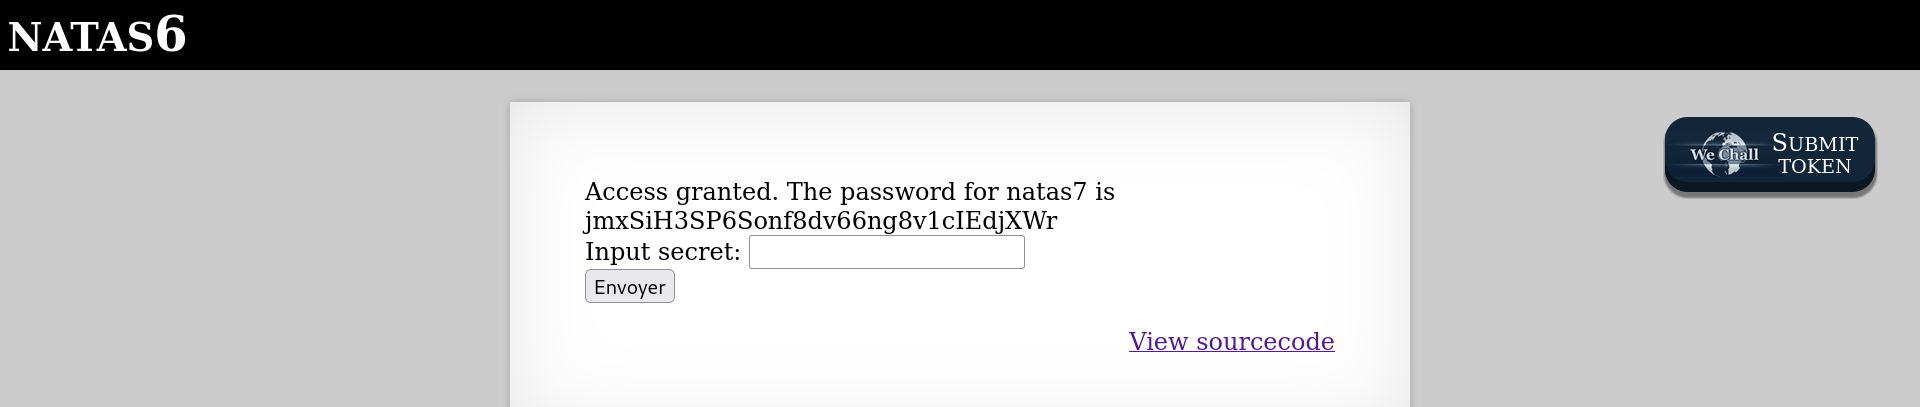 NATAS6
We Chall
SUBMIT
TOKEN
Access granted. The password for natas7 is
jmxSiH3SP6Sonf8dv66ng8v1cIEdjXWr
Input secret:
Envoyer
View sourcecode